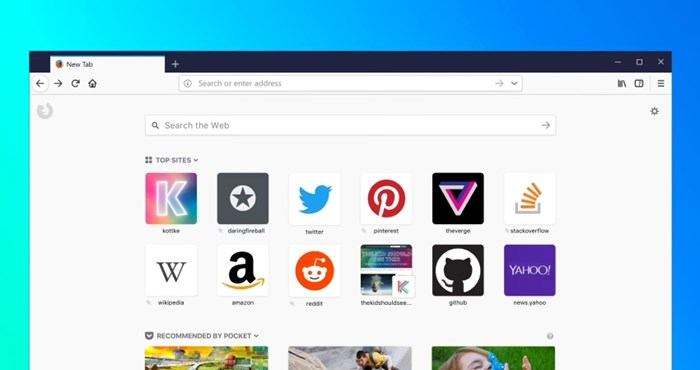 New Tab
Search or enter address
Search the Web
TOP SITES
K
kottke
daringfireball
twitter
pinterest
theverge
stackoverflow
W
wikipedia
a
amazon
reddit
thekidshouldsee...
github
YAHOO!
news.yahoo
RECOMMENDED BY POCKET